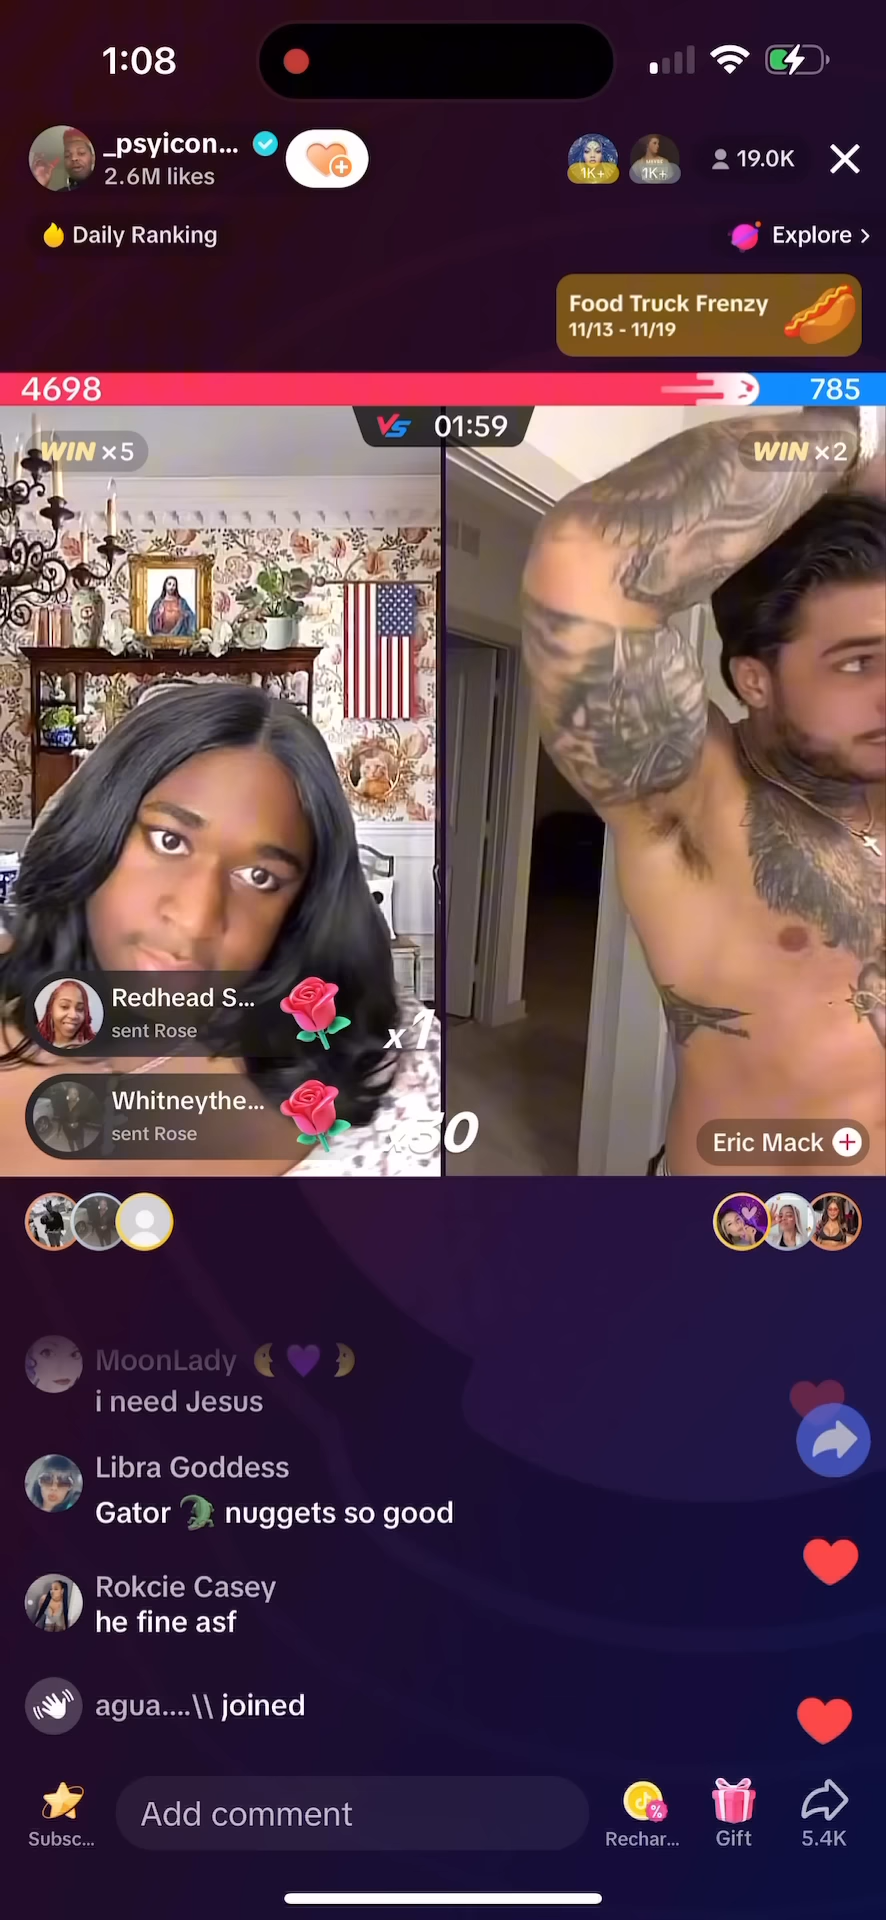 1:08
_psyicon...
2.6M likes
1K+
1K+
19.0K
Daily Ranking
Explore >
Food Truck Frenzy
11/13 - 11/19
4698
785
VS 01:59
WIN ×5
WIN ×2
Redhead S...
sent Rose
x1
Whitneythe...
sent Rose
Eric Mack
MoonLady
i need Jesus
Libra Goddess
Gator 🐊 nuggets so good
Rokcie Casey
he fine asf
agua....\\ joined
Add comment
Subsc...
Rechar...
Gift
5.4K